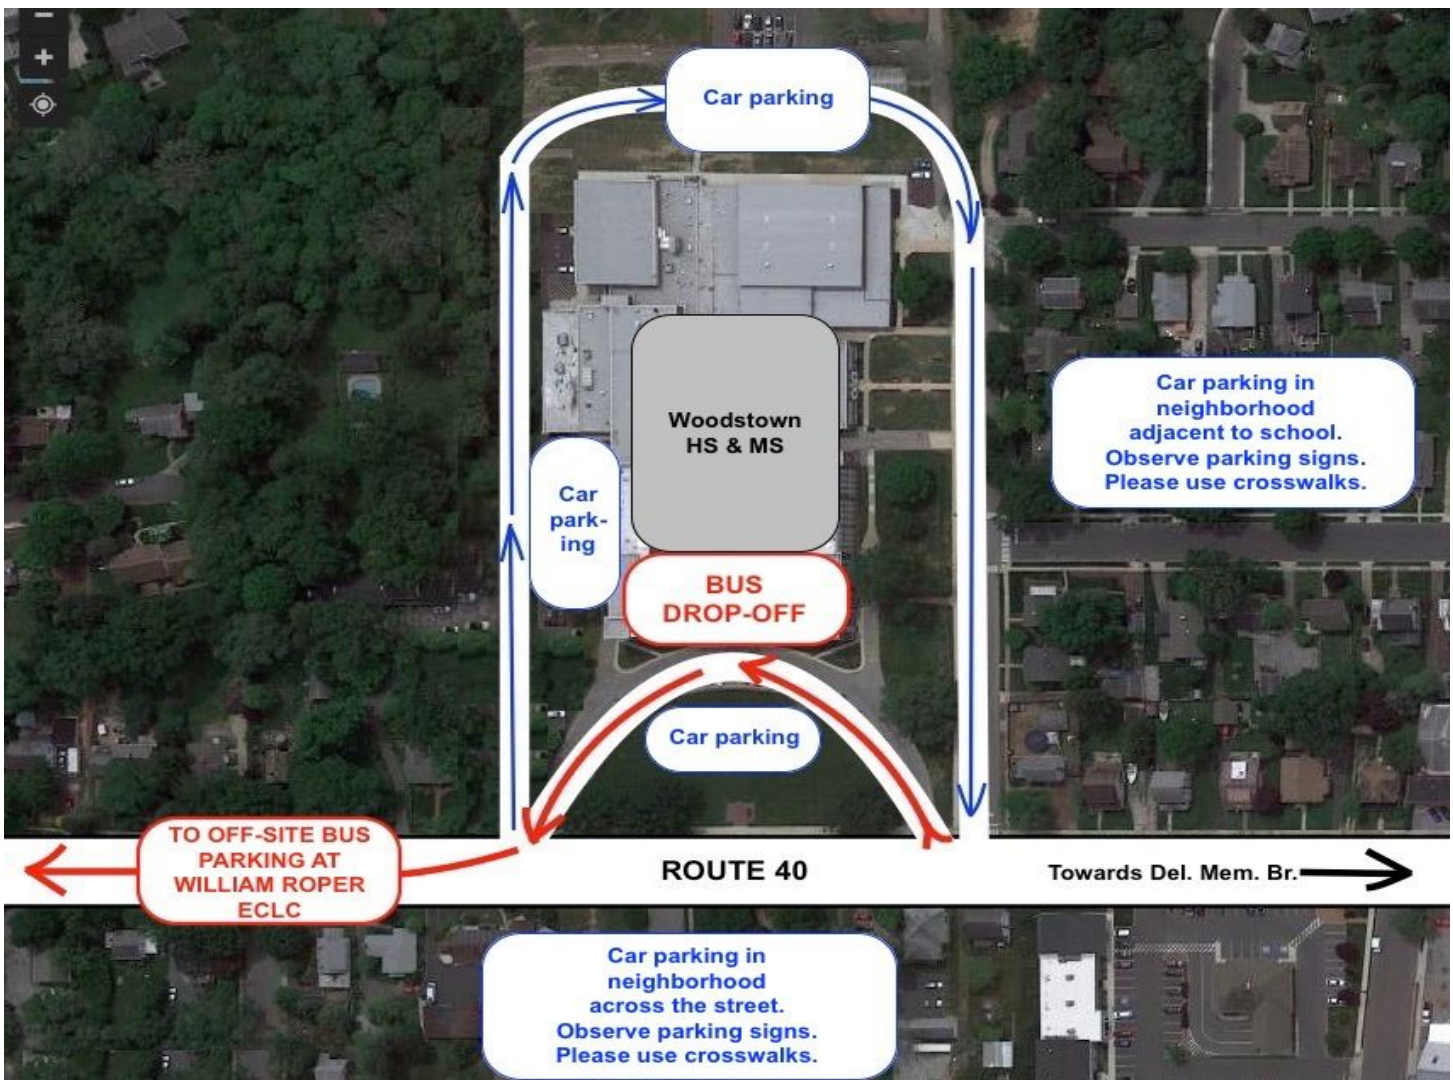 Car parking
Woodstown
HS & MS
Car parking in
neighborhood
adjacent to school.
Observe parking signs.
Please use crosswalks.
Car
park-
ing
BUS
DROP-OFF
Car parking
TO OFF-SITE BUS
PARKING AT
WILLIAM ROPER
ECLC
ROUTE 40
Towards Del. Mem. Br.
Car parking in
neighborhood
across the street.
Observe parking signs.
Please use crosswalks.